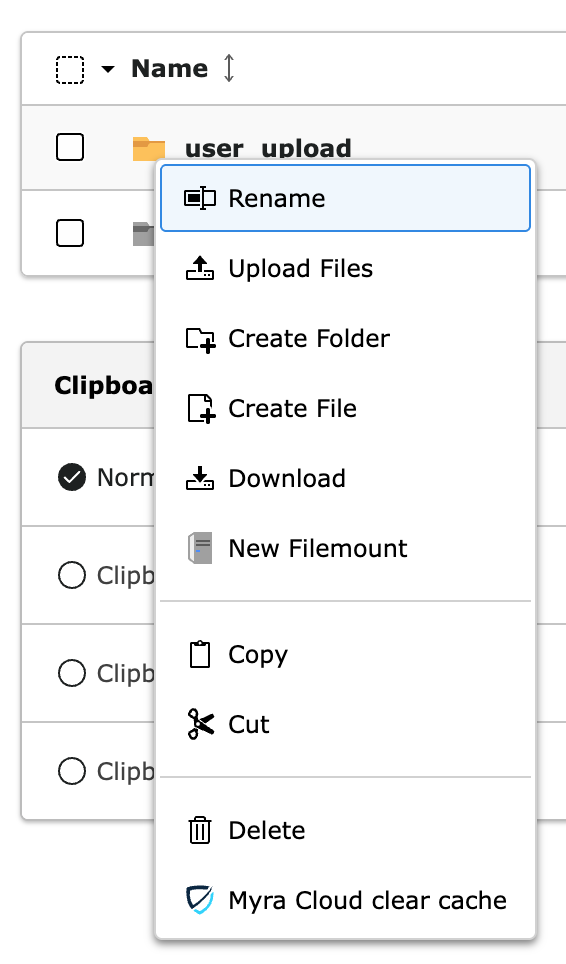 Name
user_upload
Rename
Upload Files
Create Folder
Create File
Download
New Filemount
Copy
Cut
Delete
Myra Cloud clear cache